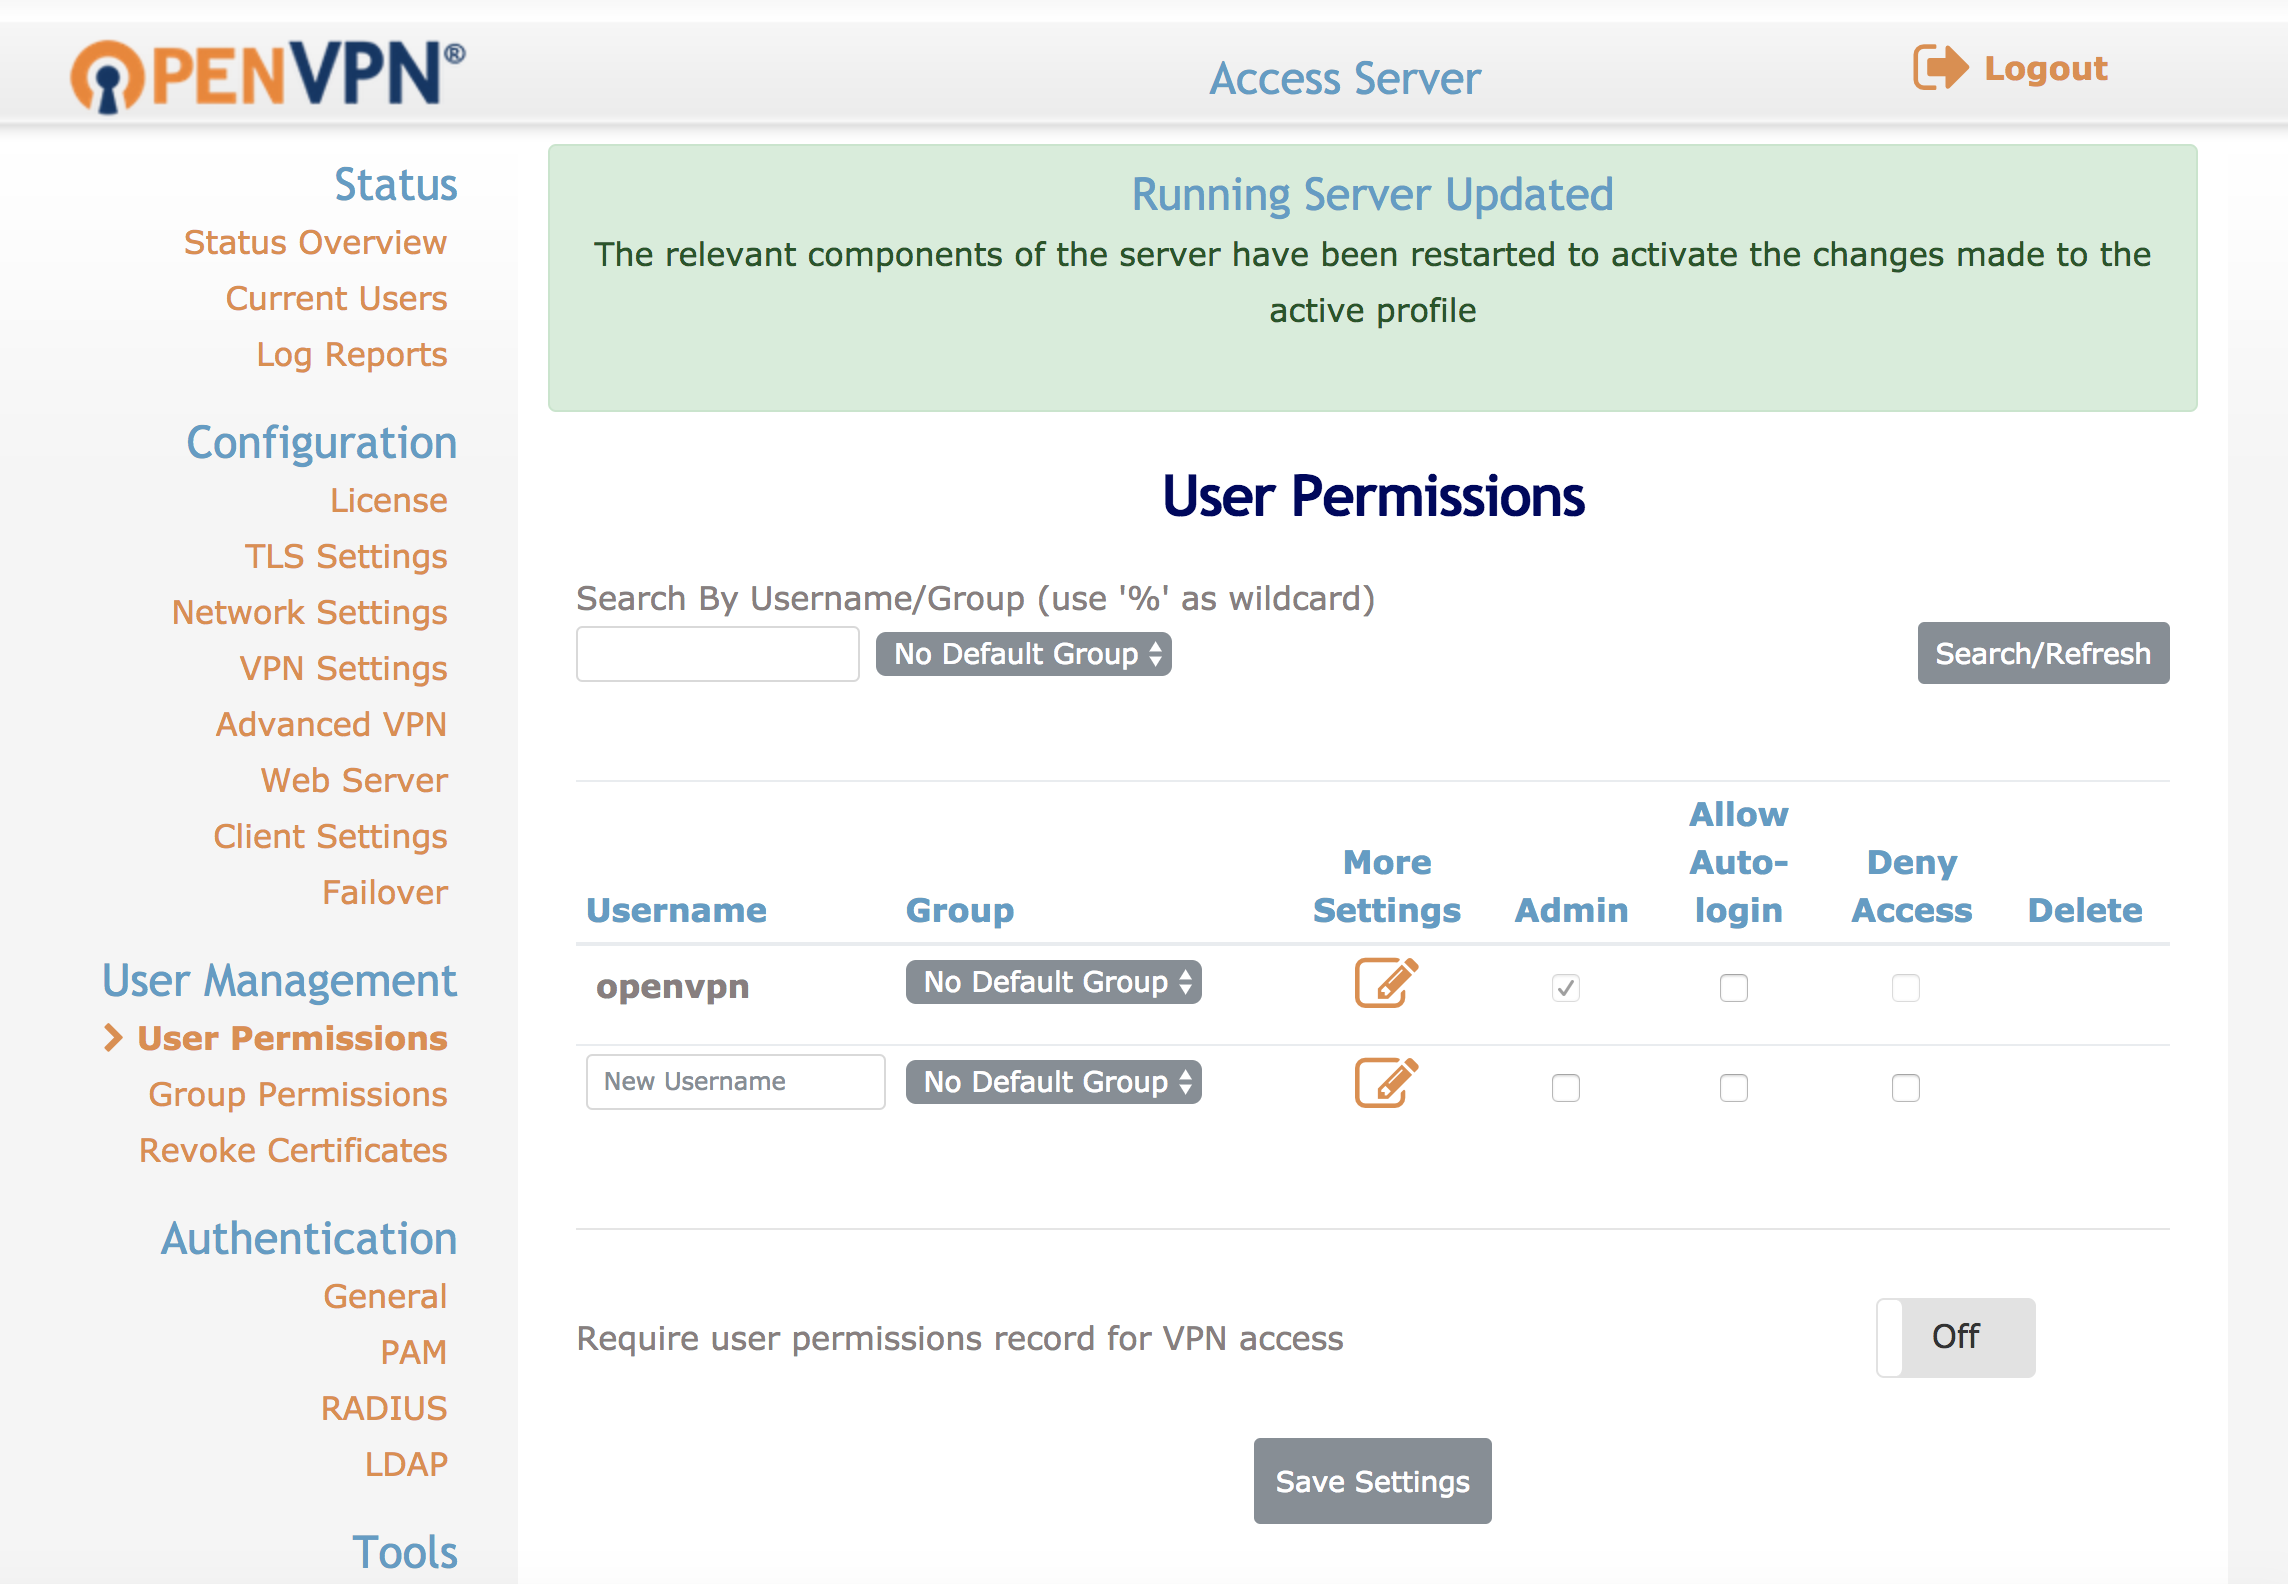 OPENVPN®
Access Server
Logout
Status
Status Overview
Current Users
Log Reports
Configuration
License
TLS Settings
Network Settings
VPN Settings
Advanced VPN
Web Server
Client Settings
Failover
User Management
User Permissions
Group Permissions
Revoke Certificates
Authentication
General
PAM
RADIUS
LDAP
Tools
Running Server Updated
The relevant components of the server have been restarted to activate the changes made to the
active profile
User Permissions
Search By Username/Group (use '%' as wildcard)
No Default Group
Search/Refresh
Username
Group
More
Settings
Admin
Allow
Auto-
login
Deny
Access
Delete
openvpn
No Default Group
New Username
No Default Group
Require user permissions record for VPN access
Off
Save Settings